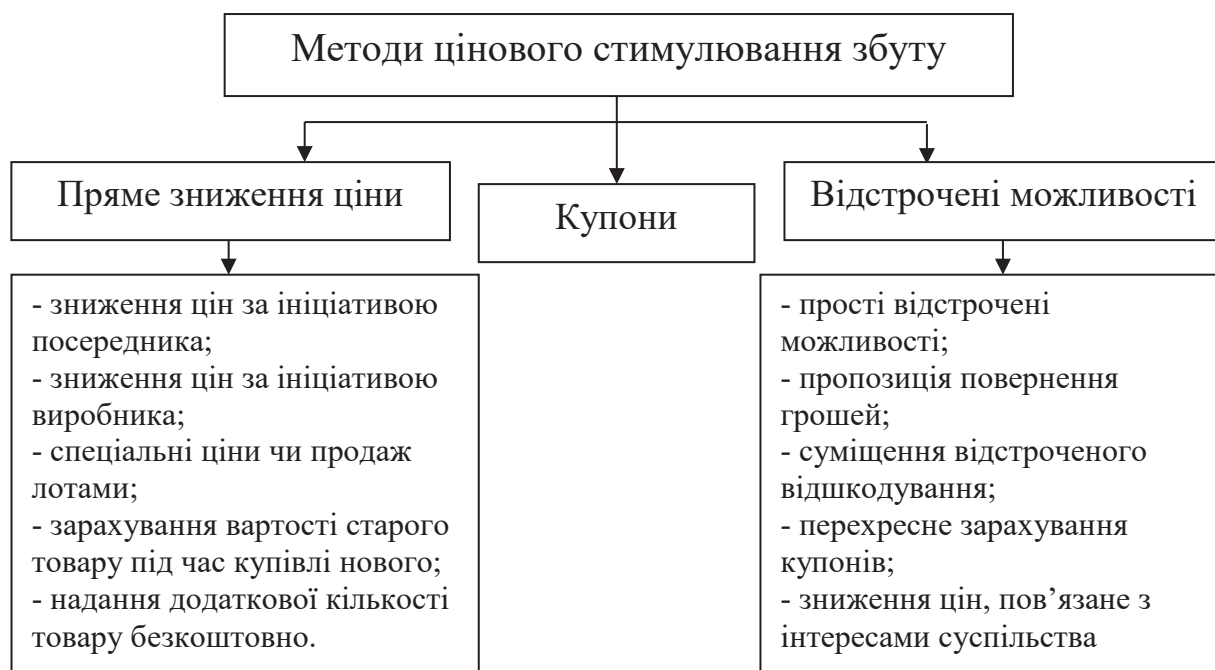 Методи цінового стимулювання збуту
Пряме зниження ціни
Купони
Відстрочені можливості
- зниження цін за ініціативою
посередника;
- зниження цін за ініціативою
виробника;
- спеціальні ціни чи продаж
лотами;
- зарахування вартості старого
товару під час купівлі нового;
- надання додаткової кількості
товару безкоштовно.
- прості відстрочені
можливості;
- пропозиція повернення
грошей;
- суміщення відстроченого
відшкодування;
- перехресне зарахування
купонів;
- зниження цін, пов’язане з
інтересами суспільства